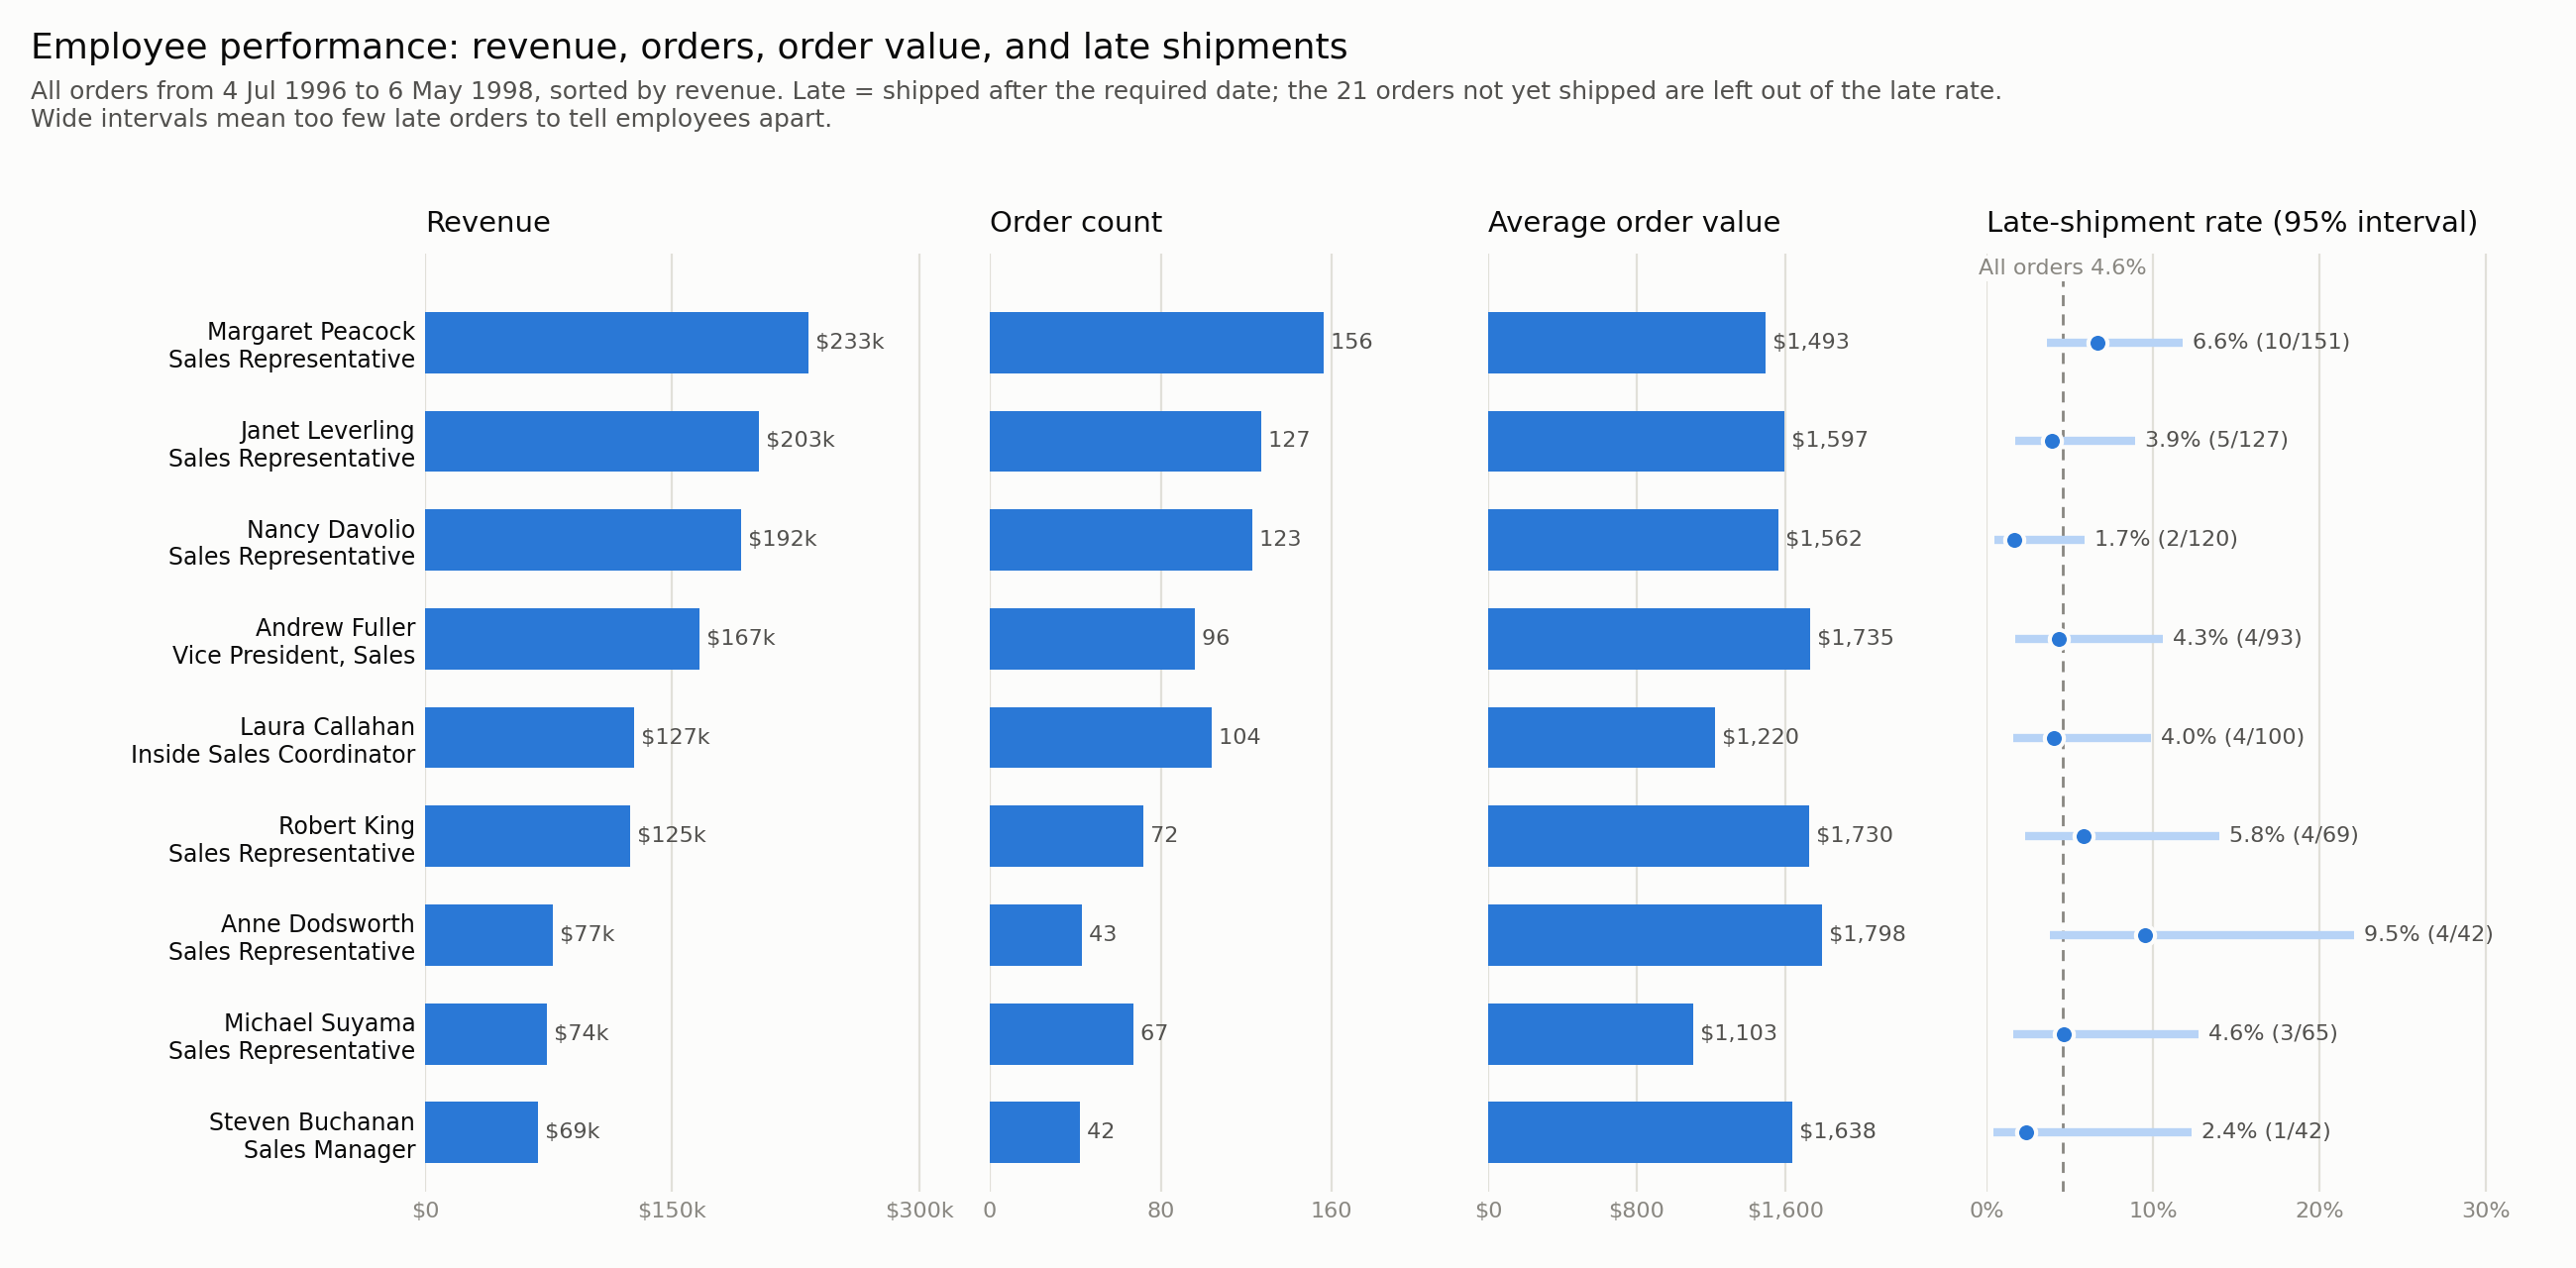 Employee performance: revenue, orders, order value, and late shipments
All orders from 4 Jul 1996 to 6 May 1998, sorted by revenue. Late = shipped after the required date; the 21 orders not yet shipped are left out of the late rate.
Wide intervals mean too few late orders to tell employees apart.
Revenue
Order count
Average order value
Late-shipment rate (95% interval)
All orders 4.6%
Margaret Peacock
Sales Representative
$233k
156
$1,493
6.6% (10/151)
Janet Leverling
Sales Representative
$203k
127
$1,597
3.9% (5/127)
Nancy Davolio
Sales Representative
$192k
123
$1,562
1.7% (2/120)
Andrew Fuller
Vice President, Sales
$167k
96
$1,735
4.3% (4/93)
Laura Callahan
Inside Sales Coordinator
$127k
104
$1,220
4.0% (4/100)
Robert King
Sales Representative
$125k
72
$1,730
5.8% (4/69)
Anne Dodsworth
Sales Representative
$77k
43
$1,798
9.5% (4/42)
Michael Suyama
Sales Representative
$74k
67
$1,103
4.6% (3/65)
Steven Buchanan
Sales Manager
$69k
42
$1,638
2.4% (1/42)
$0 $150k $300k
0 80 160
$0 $800 $1,600
0% 10% 20% 30%